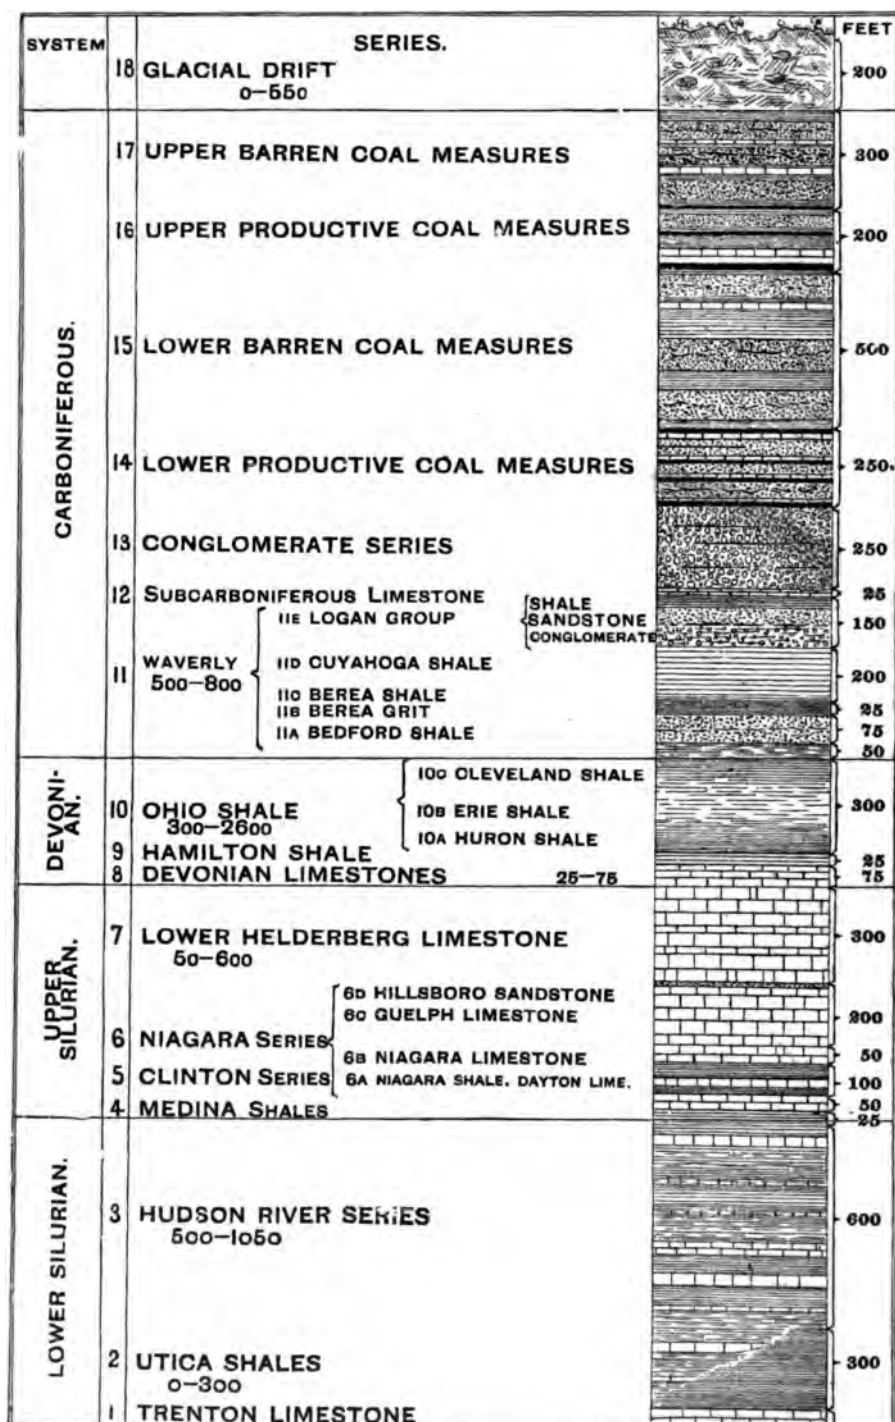 SYSTEM
SERIES.
FEET
18 GLACIAL DRIFT
0—550
200
CARBONIFEROUS.
17 UPPER BARREN COAL MEASURES
300
16 UPPER PRODUCTIVE COAL MEASURES
200
15 LOWER BARREN COAL MEASURES
500
14 LOWER PRODUCTIVE COAL MEASURES
250
13 CONGLOMERATE SERIES
250
12 SUBCARBONIFEROUS LIMESTONE
25
11E LOGAN GROUP
SHALE
SANDSTONE
CONGLOMERATE
150
11 WAVERLY
500—800
11D CUYAHOGA SHALE
200
11C BEREA SHALE
25
11B BEREA GRIT
75
11A BEDFORD SHALE
50
DEVONI-
AN.
10C CLEVELAND SHALE
10 OHIO SHALE
300—2600
10B ERIE SHALE
300
10A HURON SHALE
9 HAMILTON SHALE
25
8 DEVONIAN LIMESTONES 25—75
75
UPPER
SILURIAN.
7 LOWER HELDERBERG LIMESTONE
50—600
300
6D HILLSBORO SANDSTONE
6C GUELPH LIMESTONE
200
6 NIAGARA SERIES
6B NIAGARA LIMESTONE
50
5 CLINTON SERIES
6A NIAGARA SHALE. DAYTON LIME.
100
50
4 MEDINA SHALES
25
LOWER SILURIAN.
3 HUDSON RIVER SERIES
500—1050
600
2 UTICA SHALES
0—300
300
1 TRENTON LIMESTONE